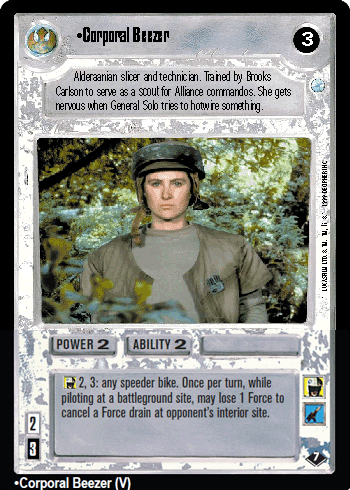 •Corporal Beezer
3
Alderaanian slicer and technician. Trained by Brooks
Carlson to serve as a scout for Alliance commandos. She gets
nervous when General Solo tries to hotwire something.
LUCASFILM LTD. & TM,
POWER 2 ABILITY 2
2, 3: any speeder bike. Once per turn, while
piloting at a battleground site, may lose 1 Force to
cancel a Force drain at opponent's interior site.
2
3
7
•Corporal Beezer (V)